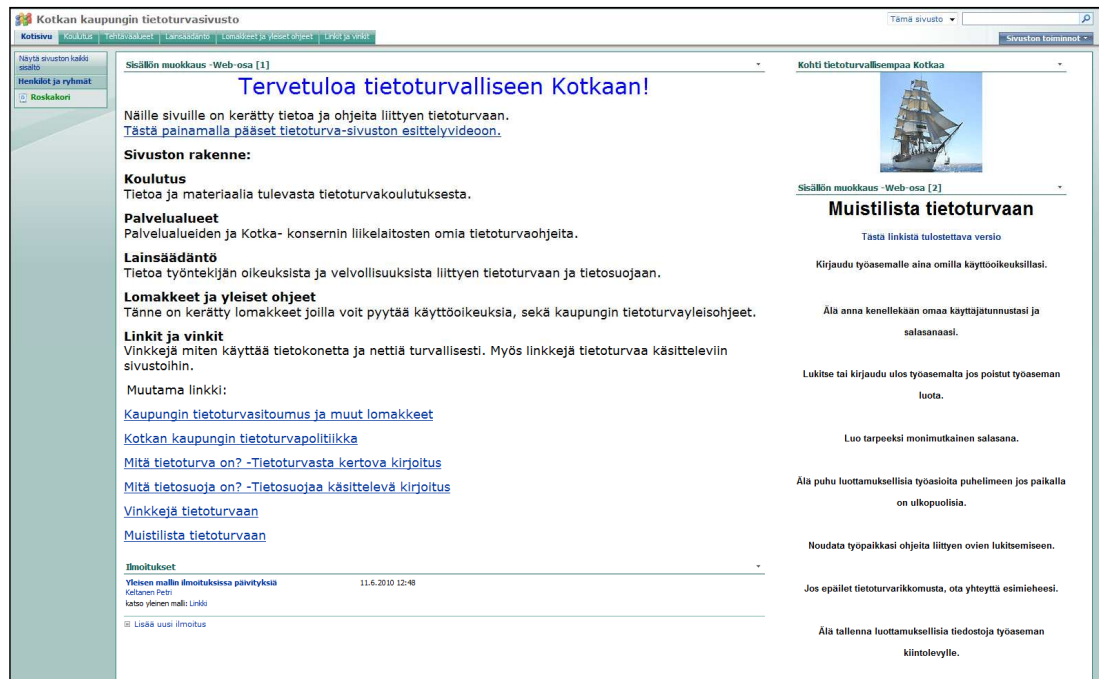 Kotkan kaupungin tietoturvasivusto
Tämä sivusto
Kotisivu Koulutus Tehtäväalueet Lainsäädäntö Lomakkeet ja yleiset ohjeet Linkit ja vinkit
Sivuston toiminnot
Näytä sivuston kaikki
sisältö
Henkilöt ja ryhmät
Roskakori
Sisällön muokkaus -Web-osa [1]
Tervetuloa tietoturvalliseen Kotkaan!
Näille sivuille on kerätty tietoa ja ohjeita liittyen tietoturvaan.
Tästä painamalla pääset tietoturva-sivuston esittelyvideoon.
Sivuston rakenne:
Koulutus
Tietoa ja materiaalia tulevasta tietoturvakoulutuksesta.
Palvelualueet
Palvelualueiden ja Kotka- konsernin liikelaitosten omia tietoturvaohjeita.
Lainsäädäntö
Tietoa työntekijän oikeuksista ja velvollisuuksista liittyen tietoturvaan ja tietosuojaan.
Lomakkeet ja yleiset ohjeet
Tänne on kerätty lomakkeet joilla voit pyytää käyttöoikeuksia, sekä kaupungin tietoturvayleisohjeet.
Linkit ja vinkit
Vinkkejä miten käyttää tietokonetta ja nettiä turvallisesti. Myös linkkejä tietoturvaa käsitteleviin
sivustoihin.
Muutama linkki:
Kaupungin tietoturvasitoumus ja muut lomakkeet
Kotkan kaupungin tietoturvapolitiikka
Mitä tietoturva on? -Tietoturvasta kertova kirjoitus
Mitä tietosuoja on? -Tietosuojaa käsittelevä kirjoitus
Vinkkejä tietoturvaan
Muistilista tietoturvaan
Ilmoitukset
Yleisen mallin ilmoituksissa päivityksiä 11.6.2010 12:48
Keltanen Petri
katso yleinen malli: Linkki
Lisää uusi ilmoitus
Kohti tietoturvallisempaa Kotkaa
Sisällön muokkaus -Web-osa [2]
Muistilista tietoturvaan
Tästä linkistä tulostettava versio
Kirjaudu työasemalle aina omilla käyttöoikeuksillasi.
Älä anna kenellekään omaa käyttäjätunnustasi ja
salasanaasi.
Lukitse tai kirjaudu ulos työasemalta jos poistut työaseman
luota.
Luo tarpeeksi monimutkainen salasana.
Älä puhu luottamuksellisia työasioita puhelimeen jos paikalla
on ulkopuolisia.
Noudata työpaikkasi ohjeita liittyen ovien lukitsemiseen.
Jos epäilet tietoturvarikkomusta, ota yhteyttä esimieheesi.
Älä tallenna luottamuksellisia tiedostoja työaseman
kiintolevylle.